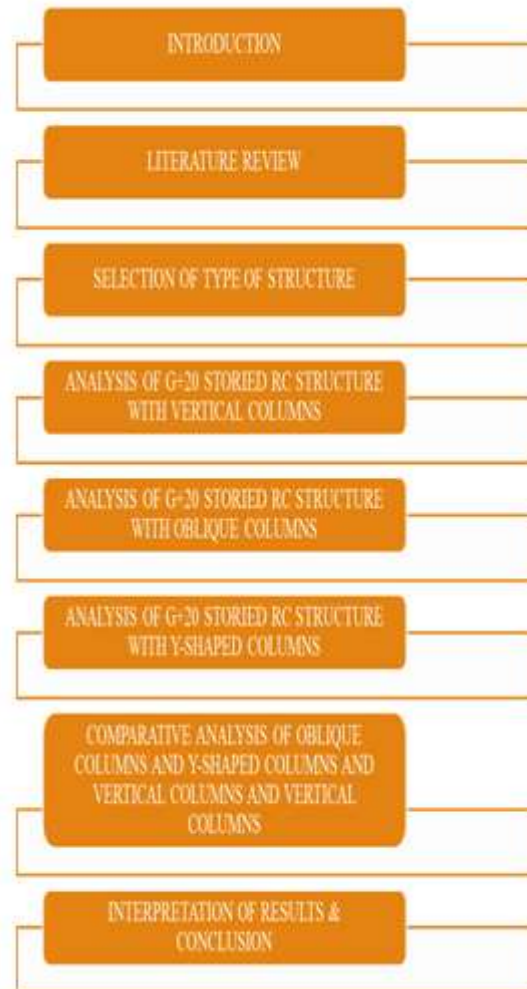 INTRODUCTION
LITERATURE REVIEW
SELECTION OF TYPE OF STRUCTURE
ANALYSIS OF G+20 STORIED RC STRUCTURE
WITH VERTICAL COLUMNS
ANALYSIS OF G+20 STORIED RC STRUCTURE
WITH OBLIQUE COLUMNS
ANALYSIS OF G+20 STORIED RC STRUCTURE
WITH Y-SHAPED COLUMNS
COMPARATIVE ANALYSIS OF OBLIQUE
COLUMNS AND Y-SHAPED COLUMNS AND
VERTICAL COLUMNS AND VERTICAL
COLUMNS
INTERPRETATION OF RESULTS &
CONCLUSION